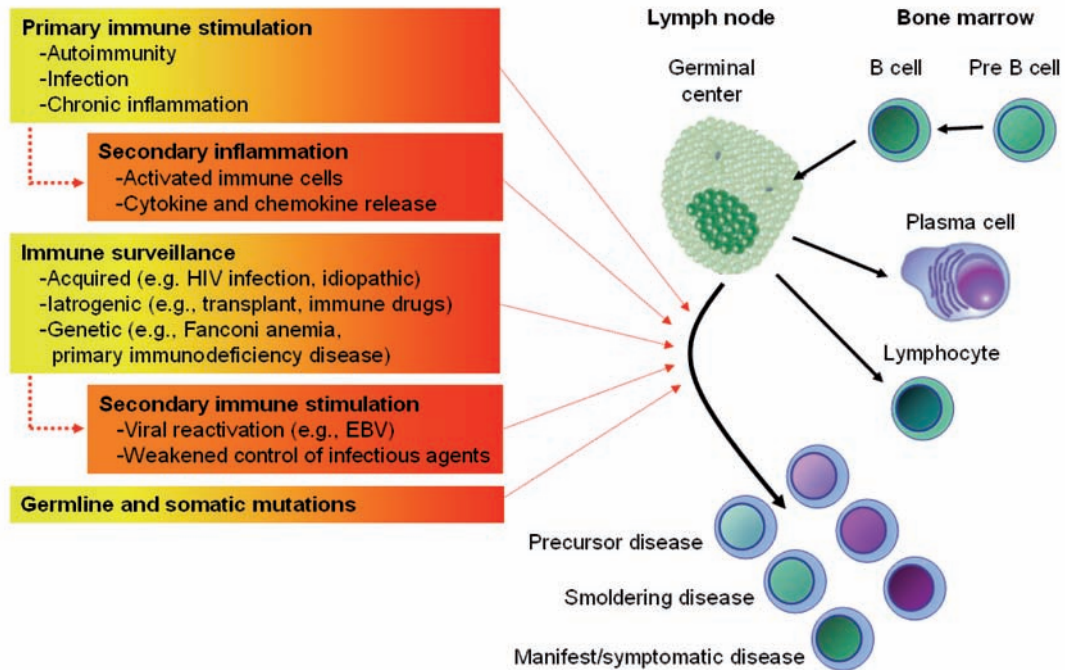 Primary immune stimulation
-Autoimmunity
-Infection
-Chronic inflammation
Secondary inflammation
-Activated immune cells
-Cytokine and chemokine release
Immune surveillance
-Acquired (e.g. HIV infection, idiopathic)
-Iatrogenic (e.g., transplant, immune drugs)
-Genetic (e.g., Fanconi anemia,
primary immunodeficiency disease)
Secondary immune stimulation
-Viral reactivation (e.g., EBV)
-Weakened control of infectious agents
Germline and somatic mutations
Lymph node
Bone marrow
Germinal
center
B cell
Pre B cell
Plasma cell
Lymphocyte
Precursor disease
Smoldering disease
Manifest/symptomatic disease